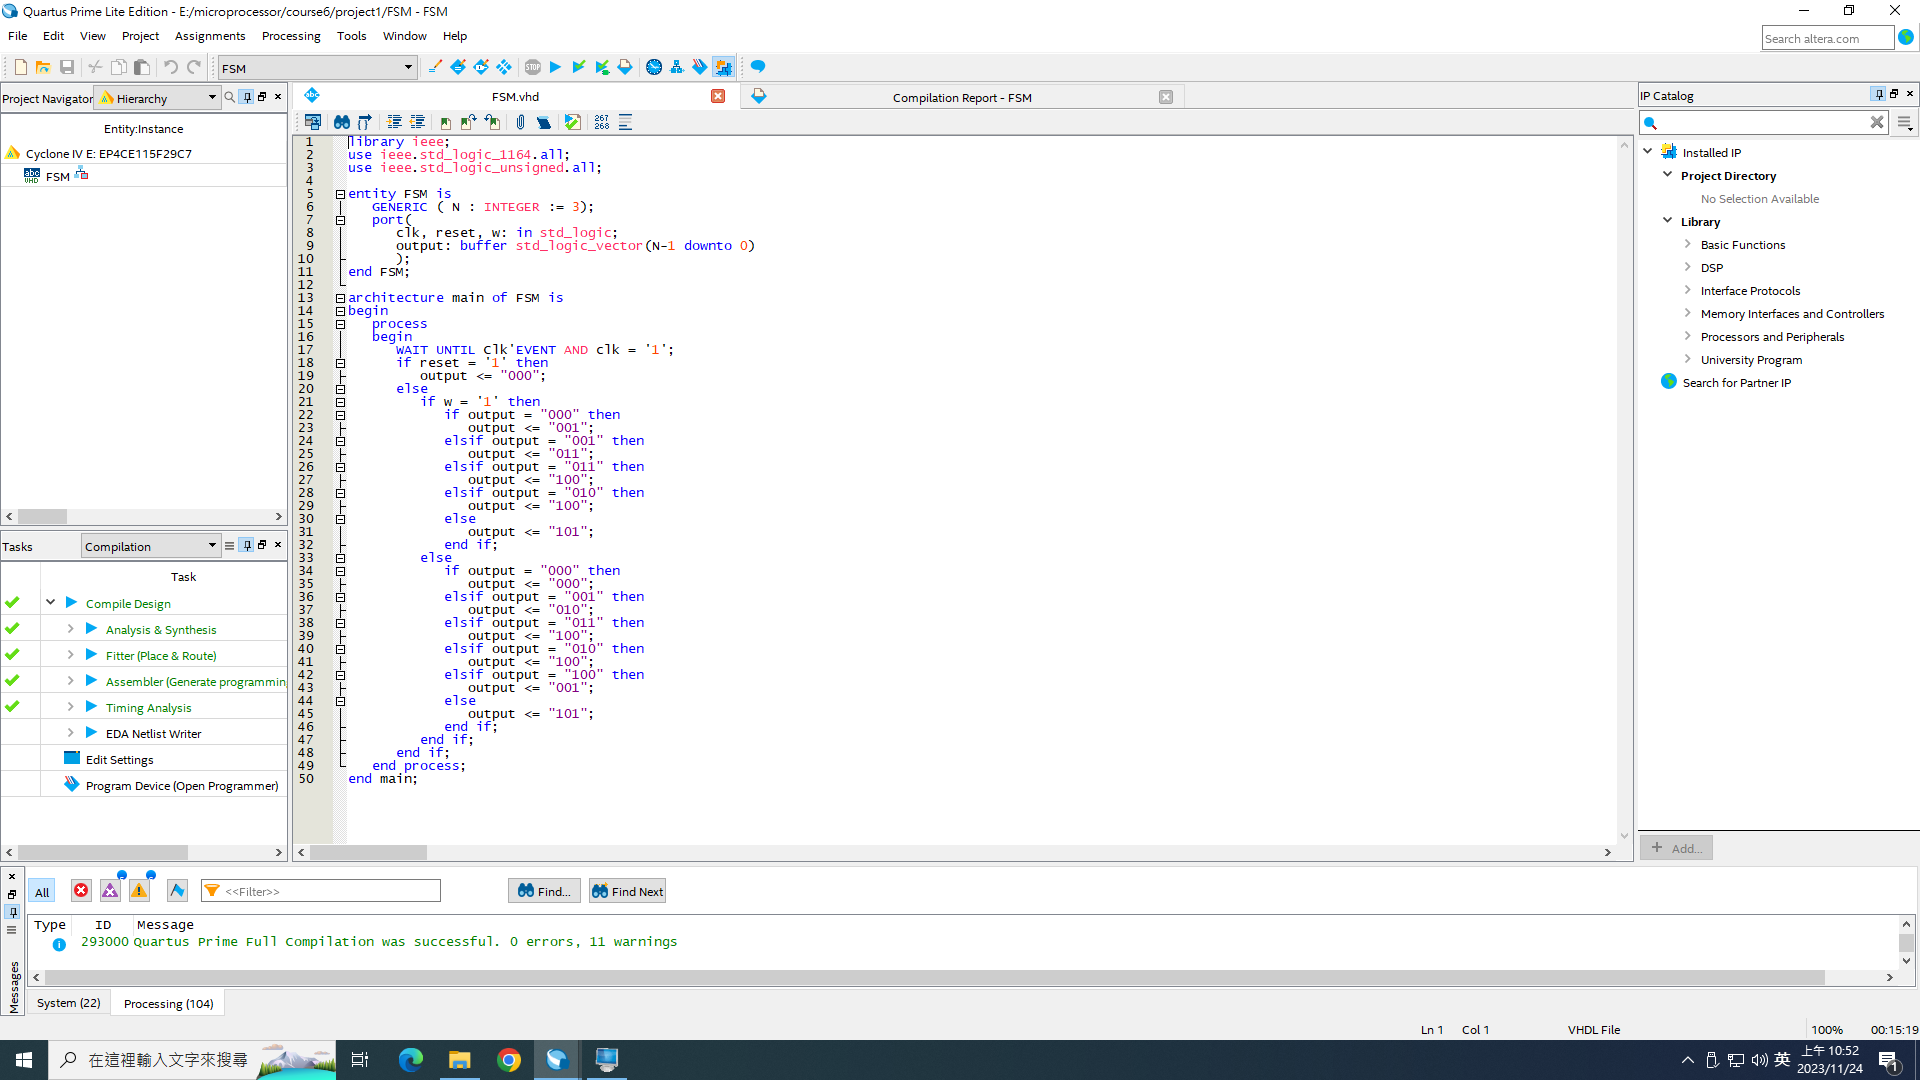 Quartus Prime Lite Edition - E:/microprocessor/course6/project1/FSM - FSM
File Edit View Project Assignments Processing Tools Window Help
Search altera.com
FSM
Project Navigator Hierarchy
Entity:Instance
Cyclone IV E: EP4CE115F29C7
FSM
FSM.vhd
Compilation Report - FSM
267
268
1 library ieee;
2 use ieee.std_logic_1164.all;
3 use ieee.std_logic_unsigned.all;
4
5 entity FSM is
6 GENERIC ( N : INTEGER := 3);
7 port(
8 clk, reset, w: in std_logic;
9 output: buffer std_logic_vector(N-1 downto 0)
10 );
11 end FSM;
12
13 architecture main of FSM is
14 begin
15 process
16 begin
17 WAIT UNTIL Clk'EVENT AND clk = '1';
18 if reset = '1' then
19 output <= "000";
20 else
21 if w = '1' then
22 if output = "000" then
23 output <= "001";
24 elsif output = "001" then
25 output <= "011";
26 elsif output = "011" then
27 output <= "100";
28 elsif output = "010" then
29 output <= "100";
30 else
31 output <= "101";
32 end if;
33 else
34 if output = "000" then
35 output <= "000";
36 elsif output = "001" then
37 output <= "010";
38 elsif output = "011" then
39 output <= "100";
40 elsif output = "010" then
41 output <= "100";
42 elsif output = "100" then
43 output <= "001";
44 else
45 output <= "101";
46 end if;
47 end if;
48 end if;
49 end process;
50 end main;
IP Catalog
Installed IP
Project Directory
No Selection Available
Library
Basic Functions
DSP
Interface Protocols
Memory Interfaces and Controllers
Processors and Peripherals
University Program
Search for Partner IP
+ Add...
Tasks Compilation
Task
Compile Design
Analysis & Synthesis
Fitter (Place & Route)
Assembler (Generate programmin
Timing Analysis
EDA Netlist Writer
Edit Settings
Program Device (Open Programmer)
All <<Filter>> Find... Find Next
Type ID Message
293000 Quartus Prime Full Compilation was successful. 0 errors, 11 warnings
Messages
System (22) Processing (104)
Ln 1 Col 1 VHDL File 100% 00:15:19
在這裡輸入文字來搜尋
英
上午 10:52
2023/11/24
1